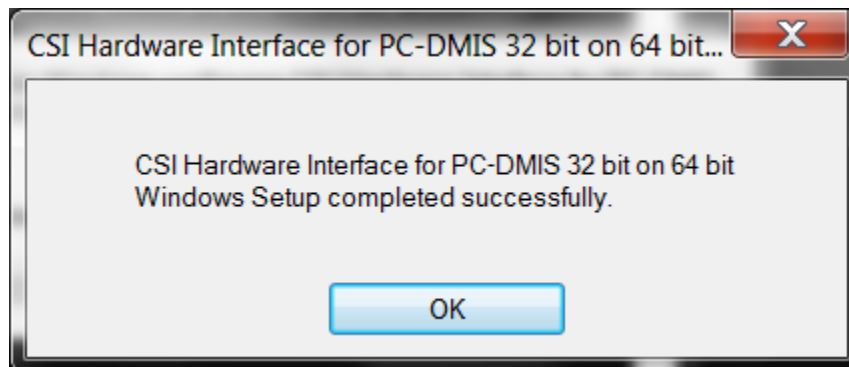 CSI Hardware Interface for PC-DMIS 32 bit on 64 bit...
CSI Hardware Interface for PC-DMIS 32 bit on 64 bit
Windows Setup completed successfully.
OK